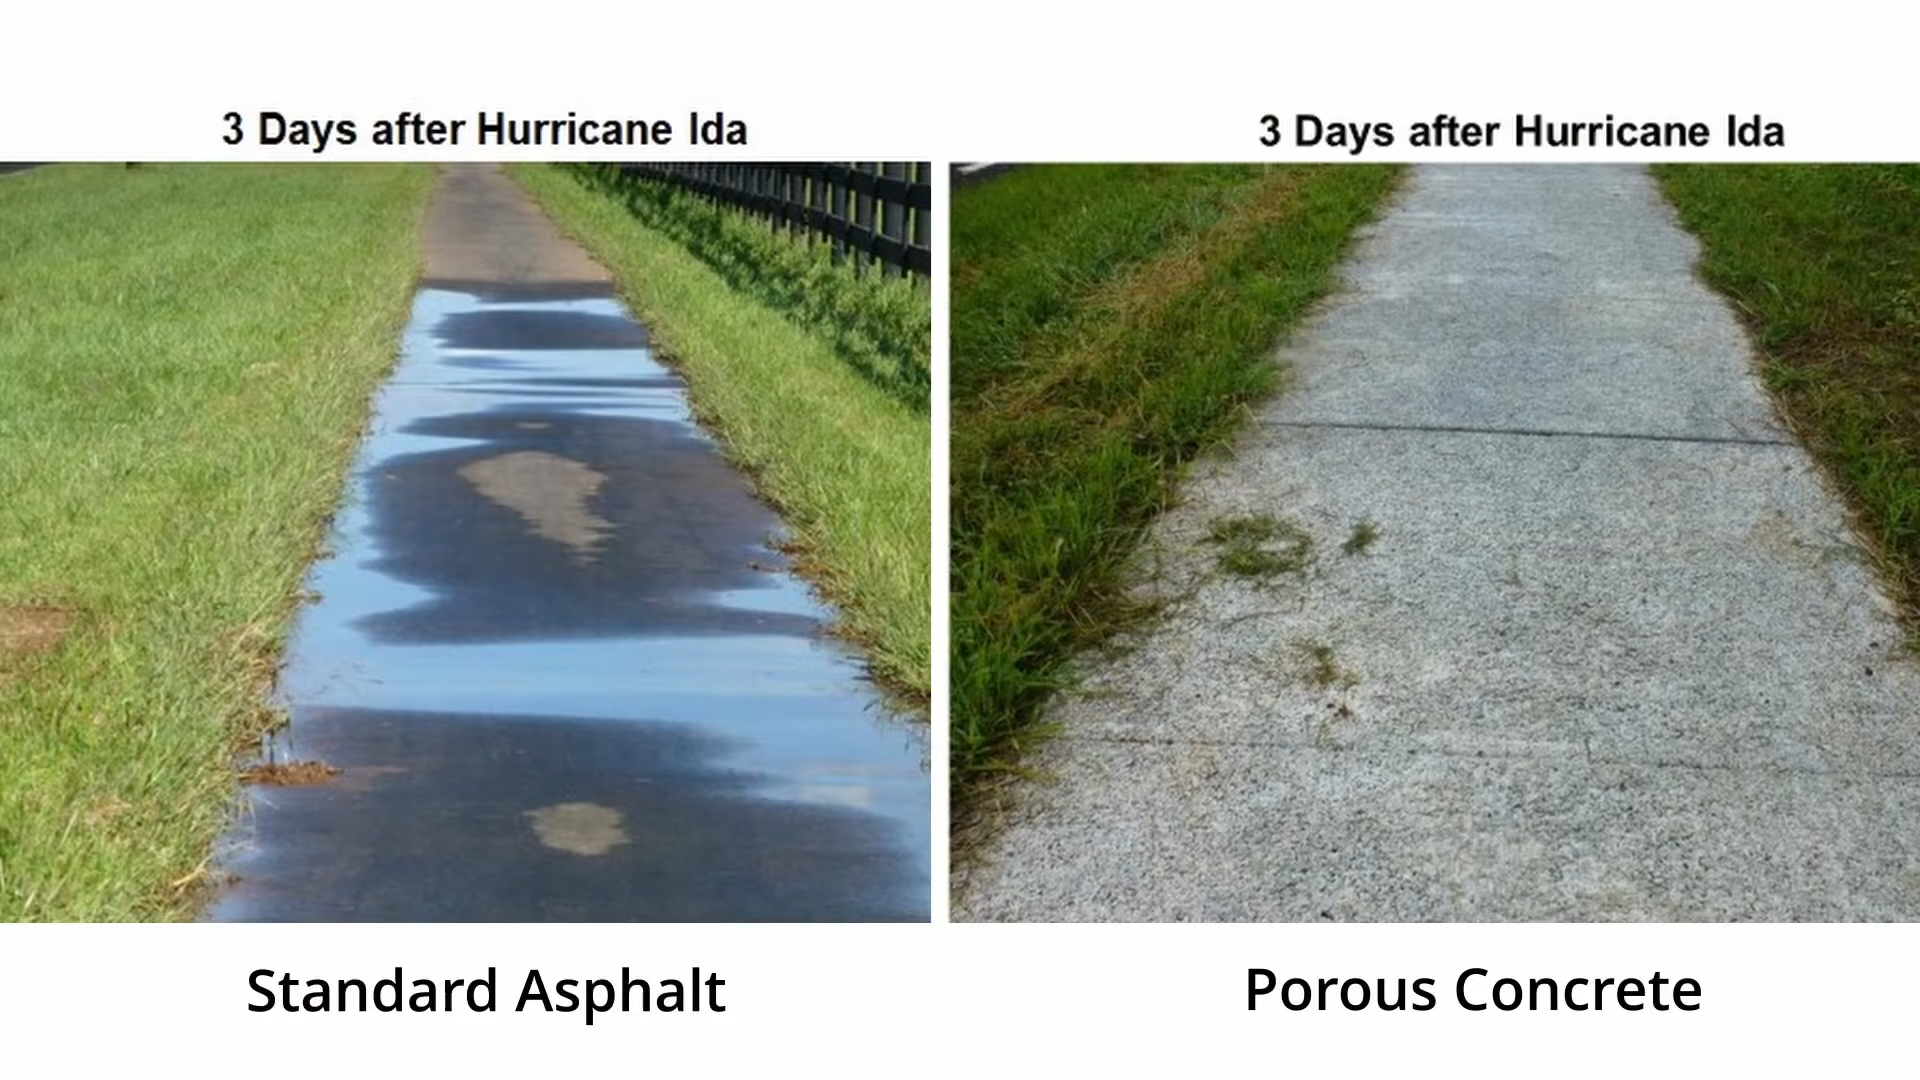 3 Days after Hurricane Ida
3 Days after Hurricane Ida
Standard Asphalt
Porous Concrete